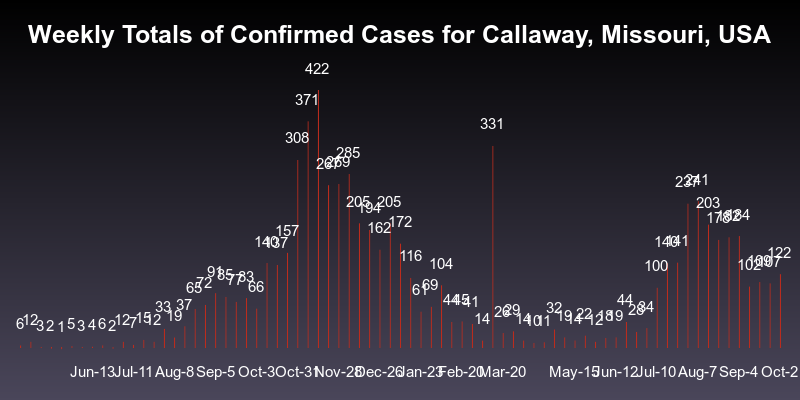 Weekly Totals of Confirmed Cases for Callaway, Missouri, USA
6 12 3 2 1 5 3 4 6 2 12 7 15 12 33 19 37 65 72 91 85 77 83 66 140 137 157 308 371 422 267 269 285 205 194 162 205 172 116 61 69 104 44 45 41 14 331 26 29 14 10 11 32 19 14 22 12 18 19 44 28 34 100 140 141 237 241 203 178 182 184 102 109 107 122
Jun-13 Jul-11 Aug-8 Sep-5 Oct-3 Oct-31 Nov-28 Dec-26 Jan-23 Feb-20 Mar-20 May-15 Jun-12 Jul-10 Aug-7 Sep-4 Oct-2